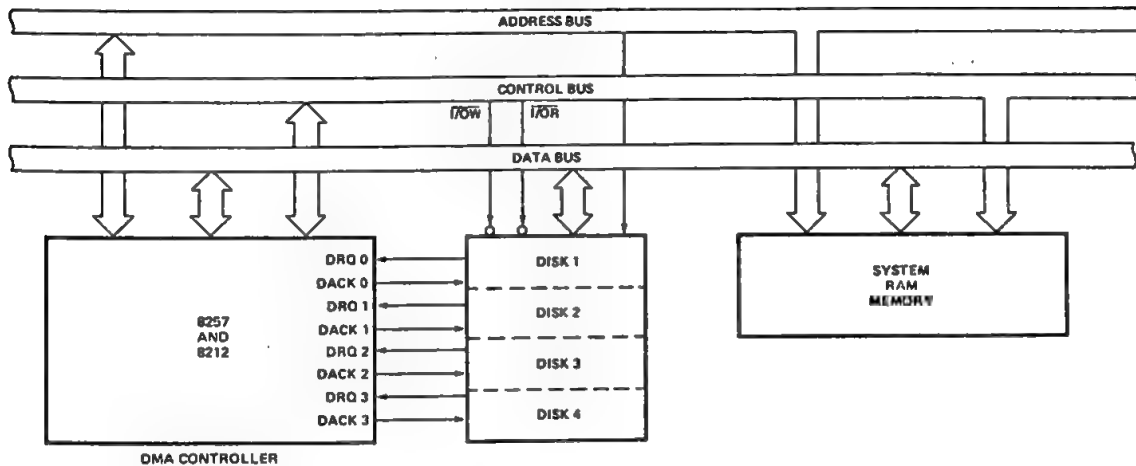 ADDRESS BUS
CONTROL BUS
I/OW
I/OR
DATA BUS
DRQ 0
DACK 0
DRQ 1
DACK 1
DRQ 2
DACK 2
DRQ 3
DACK 3
8257
AND
8212
DISK 1
DISK 2
DISK 3
DISK 4
SYSTEM
RAM
MEMORY
DMA CONTROLLER